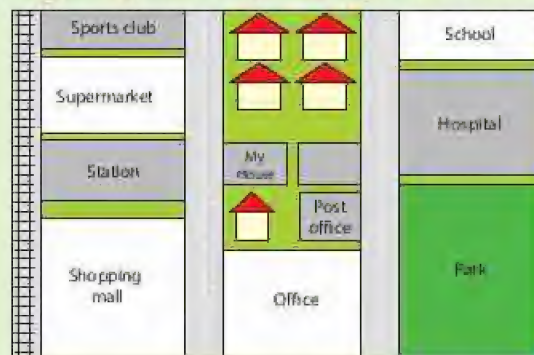 Sports club
School
Supermarket
Hospital
My
House
Station
Post
office
Park
Shopping
mall
Office